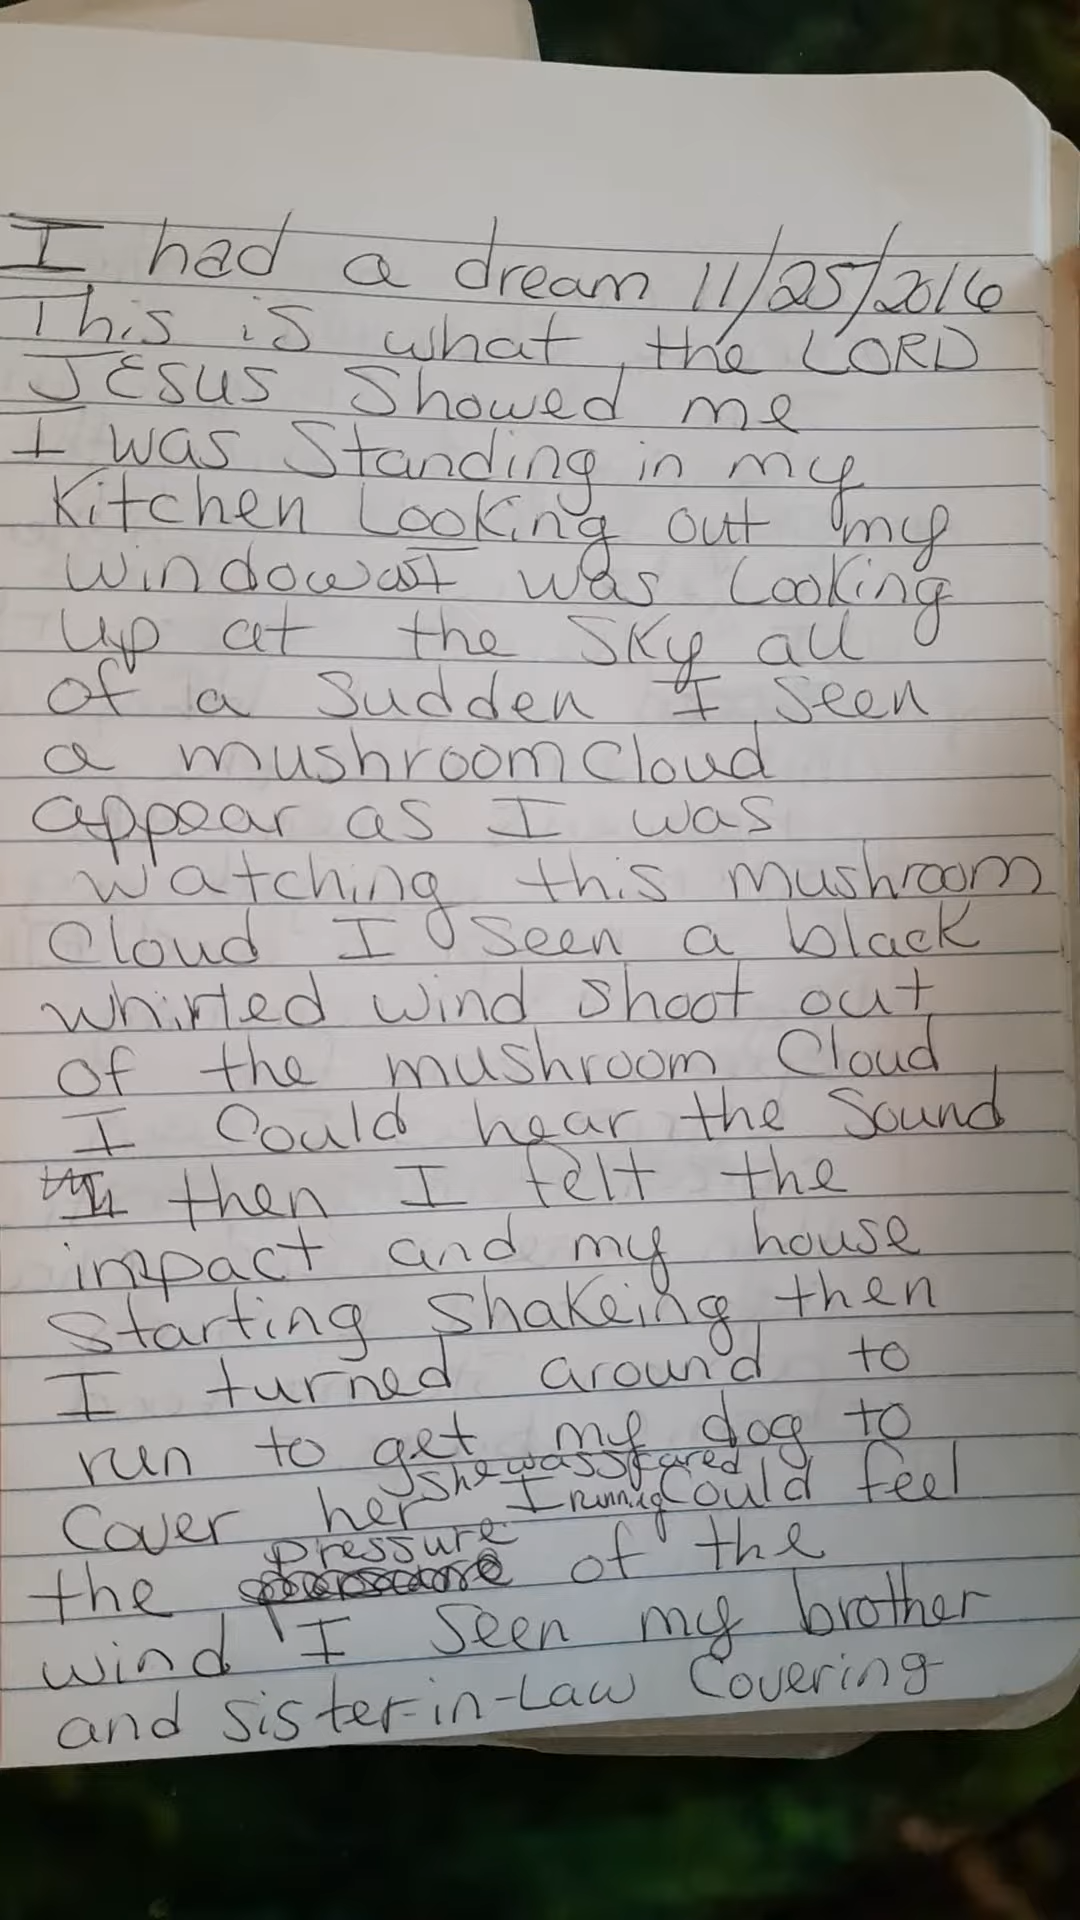 I had a dream 11/25/2016
This is what the LORD
JESUS Showed me
I was Standing in my
Kitchen Looking out my
window I was Looking
up at the Sky all
of a Sudden I seen
a mushroom Cloud
appear as I was
watching this mushroom
Cloud I seen a black
whirled wind shoot out
of the mushroom Cloud
I Could hear the Sound
then I felt the
impact and my house
Starting Shakeing then
I turned around to
run to get my dog to
she was scared
Cover her I running Could feel
pressure
the of the
wind I seen my brother
and sister-in-Law Covering